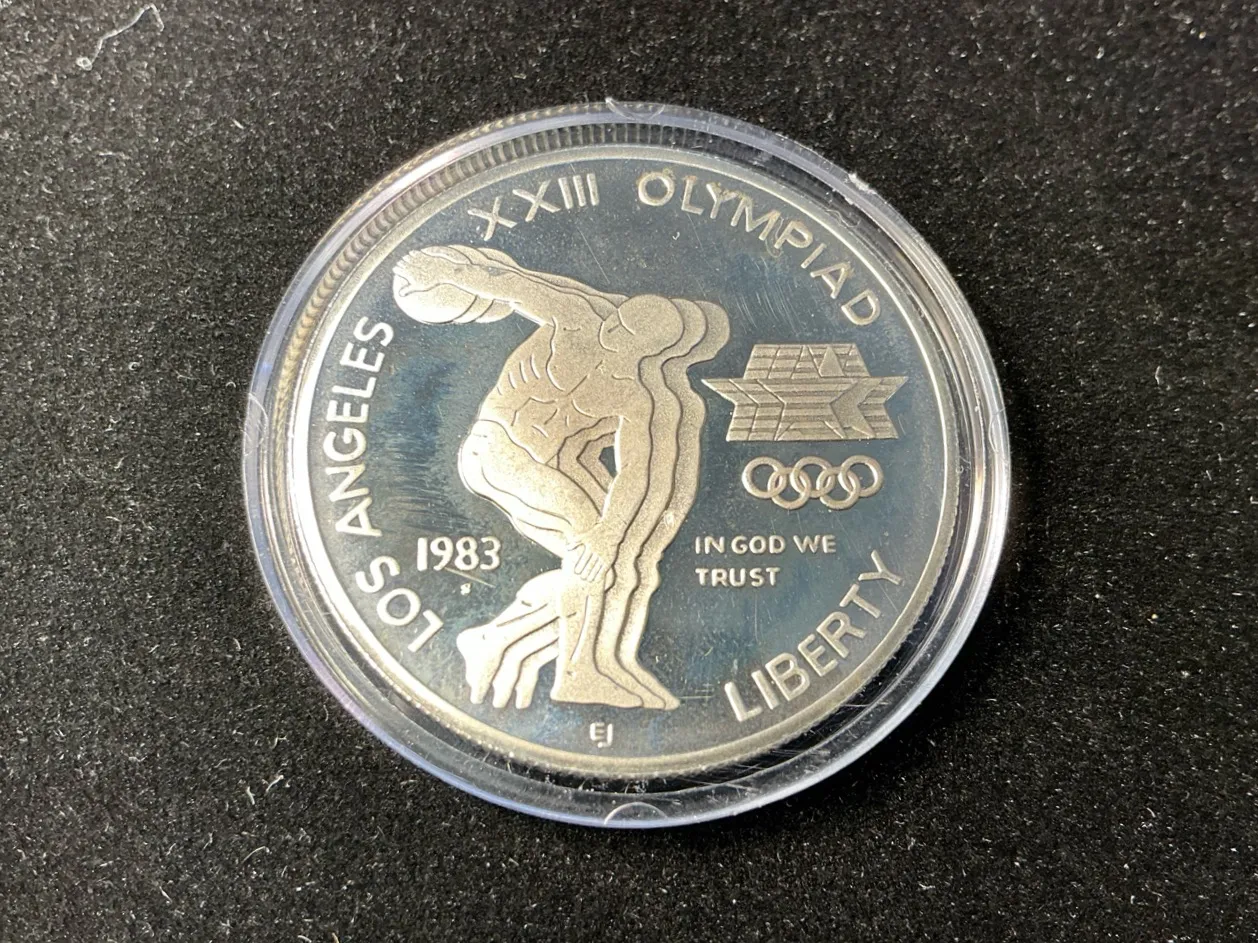 XXIII OLYMPIAD
LOS ANGELES
1983
S
IN GOD WE
TRUST
LIBERTY
EJ